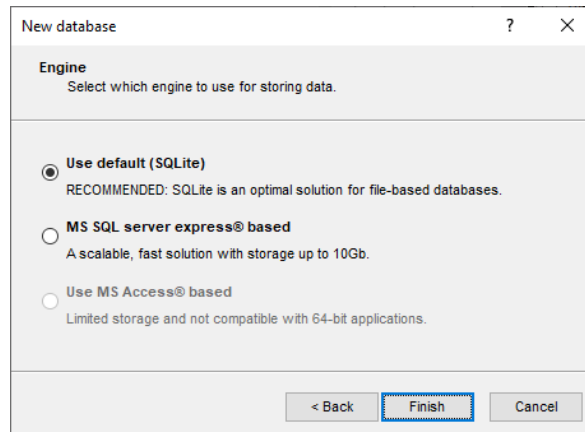 New database
?
Engine
Select which engine to use for storing data.
Use default (SQLite)
RECOMMENDED: SQLite is an optimal solution for file-based databases.
MS SQL server express® based
A scalable, fast solution with storage up to 10Gb.
Use MS Access® based
Limited storage and not compatible with 64-bit applications.
< Back
Finish
Cancel